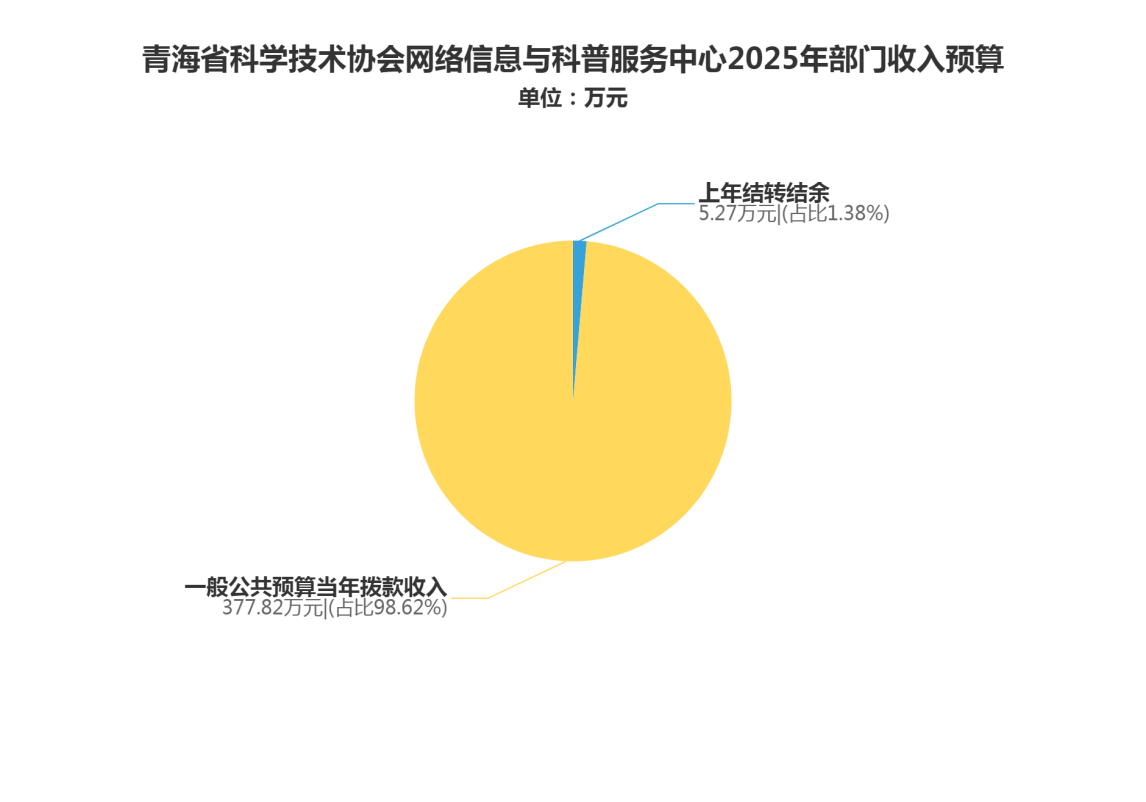 青海省科学技术协会网络信息与科普服务中心2025年部门收入预算
单位：万元
上年结转结余
5.27万元|(占比1.38%)
一般公共预算当年拨款收入
377.82万元|(占比98.62%)